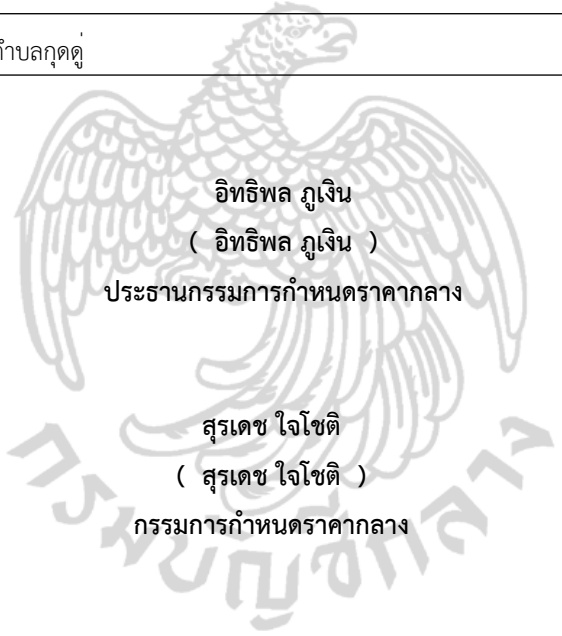 ตำบลกุดดู่
อิทธิพล ภูเงิน
( อิทธิพล ภูเงิน )
ประธานกรรมการกำหนดราคากลาง
สุรเดช ใจโชติ
( สุรเดช ใจโชติ )
กรรมการกำหนดราคากลาง
กรมบัญชีกลาง